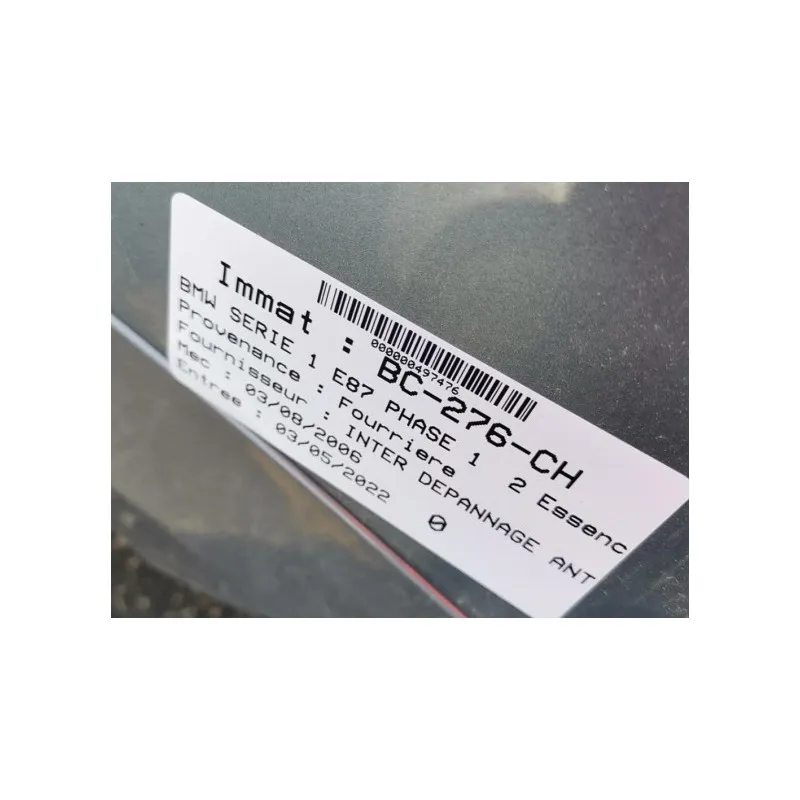 000000497476
Immat : BC-276-CH
BMW SERIE 1 E87 PHASE 1 2 Essenc
Provenance : Fourriere
Fournisseur : INTER DEPANNAGE ANT
Mec : 03/08/2006
Entree : 03/05/2022 0